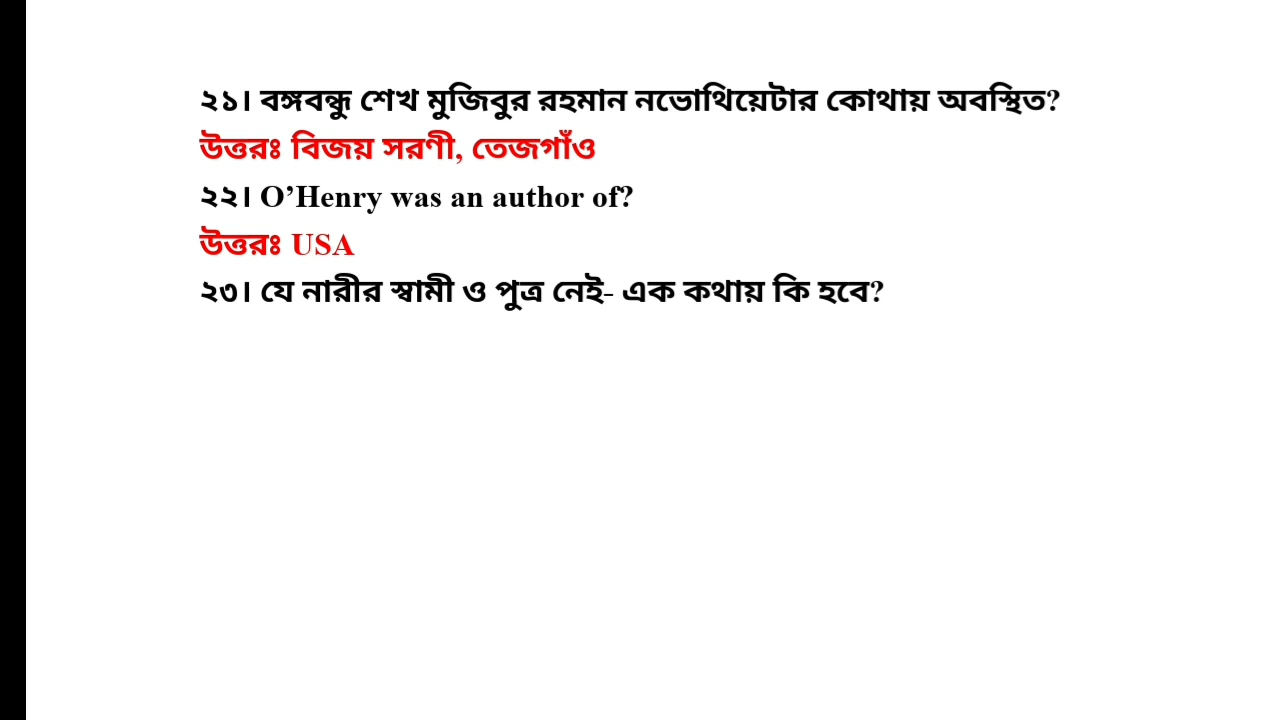 ২১। বঙ্গবন্ধু শেখ মুজিবুর রহমান নভোথিয়েটার কোথায় অবস্থিত?
উত্তরঃ বিজয় সরণী, তেজগাঁও
২২। O’Henry was an author of?
উত্তরঃ USA
২৩। যে নারীর স্বামী ও পুত্র নেই- এক কথায় কি হবে?